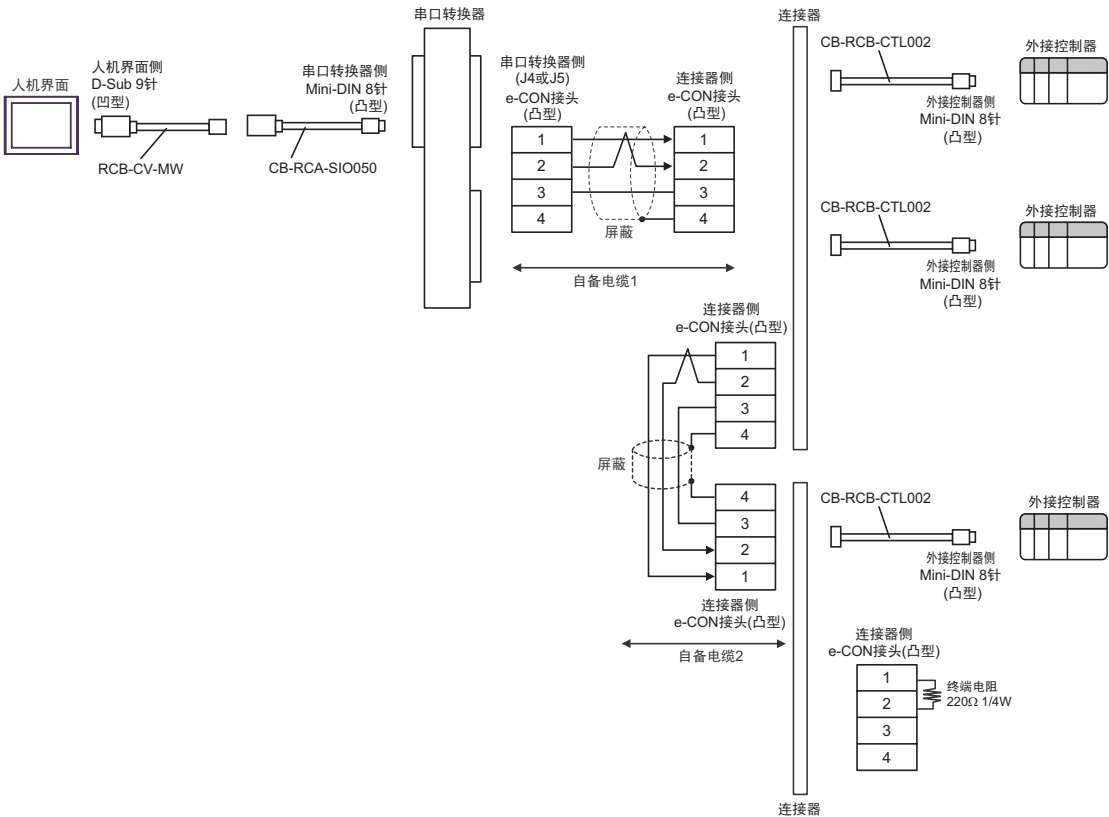 人机界面
人机界面侧
D-Sub 9针
(凹型)
RCB-CV-MW
串口转换器侧
Mini-DIN 8针
(凸型)
CB-RCA-SIO050
串口转换器
串口转换器侧
(J4或J5)
e-CON接头
(凸型)
1
2
3
4
连接器侧
e-CON接头
(凸型)
1
2
3
4
屏蔽
自备电缆1
连接器
CB-RCB-CTL002
外接控制器侧
Mini-DIN 8针
(凸型)
外接控制器
CB-RCB-CTL002
外接控制器侧
Mini-DIN 8针
(凸型)
外接控制器
连接器侧
e-CON接头(凸型)
1
2
3
4
屏蔽
4
3
2
1
连接器侧
e-CON接头(凸型)
自备电缆2
CB-RCB-CTL002
外接控制器侧
Mini-DIN 8针
(凸型)
外接控制器
连接器侧
e-CON接头(凸型)
1
2
3
4
终端电阻
220Ω 1/4W
连接器